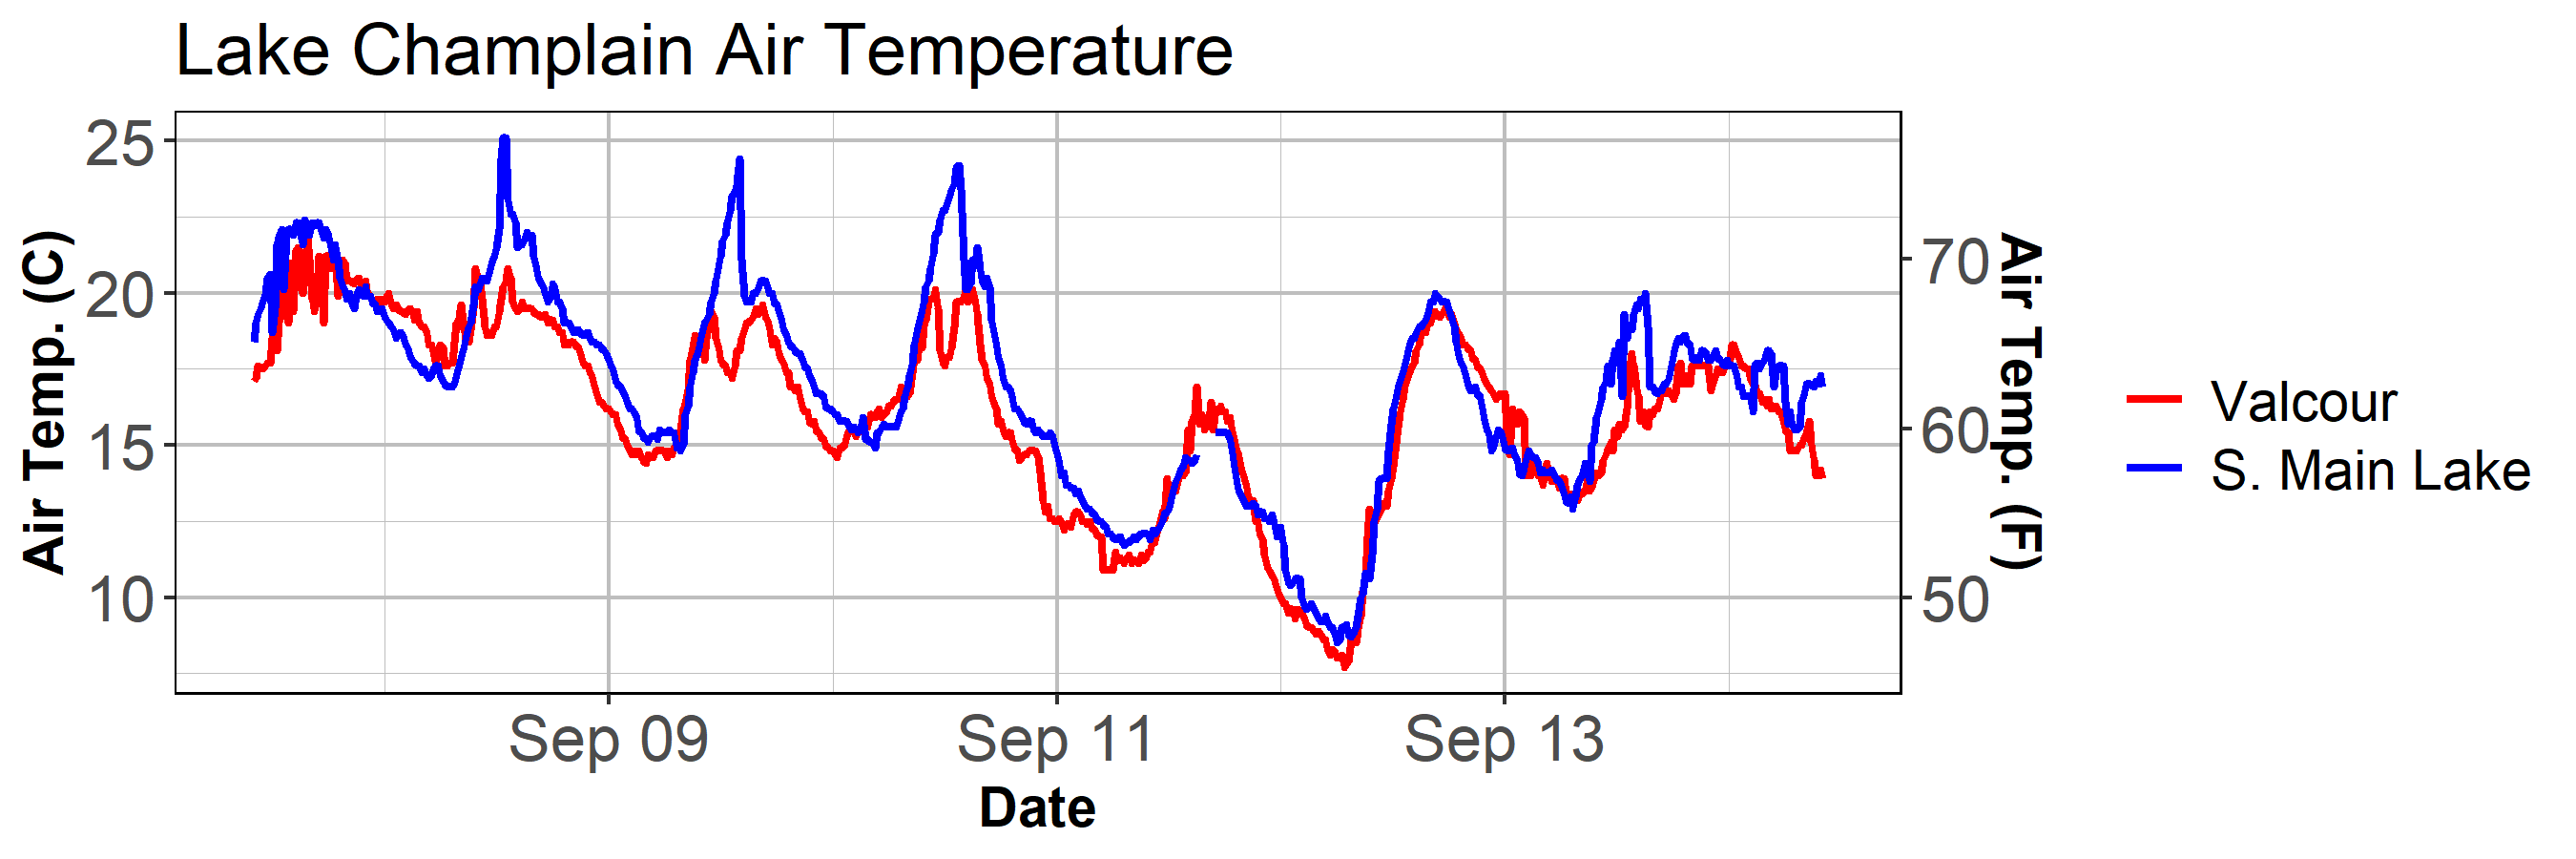 Lake Champlain Air Temperature
Air Temp. (C)
25
20
15
10
70
60
50
Air Temp. (F)
Sep 09
Sep 11
Sep 13
Date
Valcour
S. Main Lake